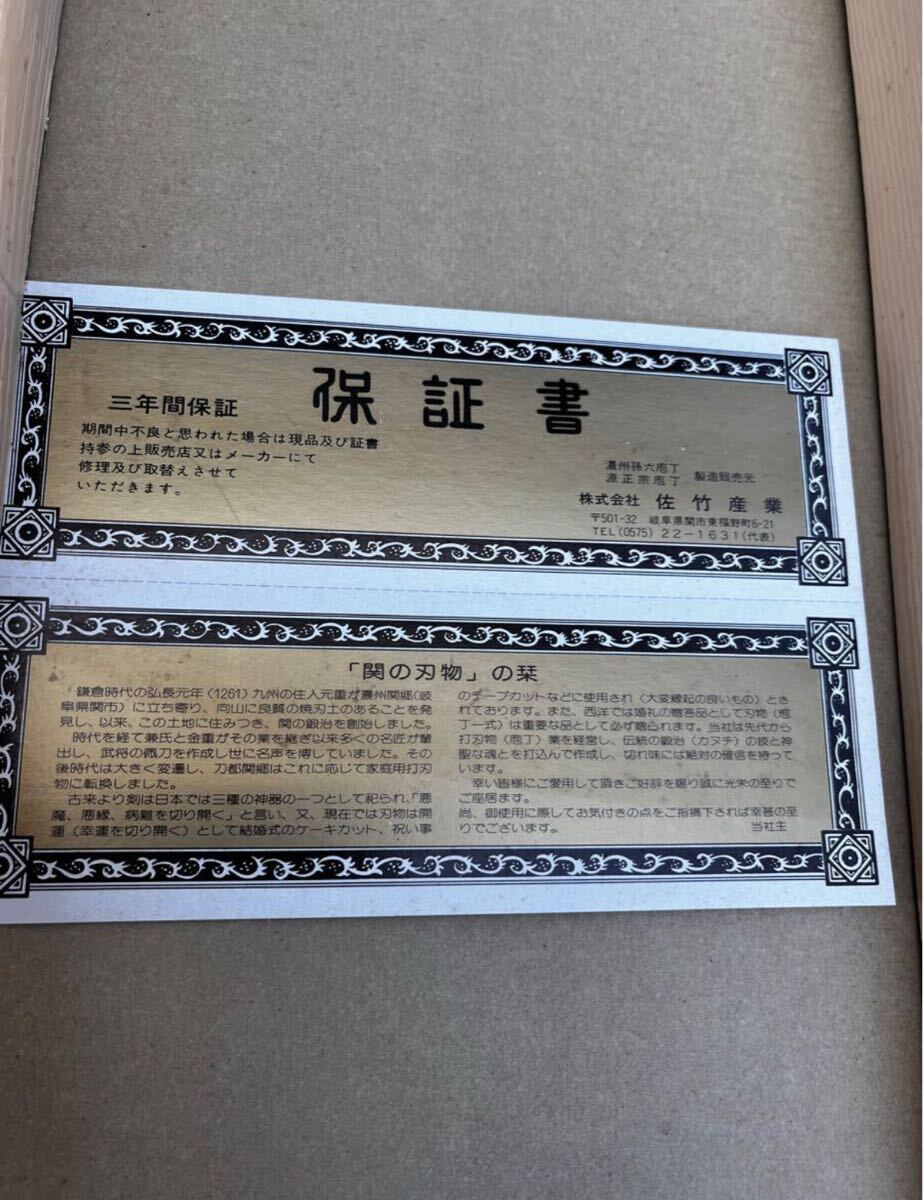 保証書
三年間保証
期間中不良と思われた場合は現品及び証書
持参の上販売店又はメーカーにて
修理及び取替えさせて
いただきます。
濃州孫六庖丁
源正宗庖丁 製造販売元
株式会社 佐竹産業
〒501-32 岐阜県関市東福野町6-21
TEL(0575)22-1631(代表)
「関の刃物」の栞
鎌倉時代の弘長元年(1261)九州の住人元重が濃州関郷(岐
阜県関市)に立ち寄り、向山に良質の焼刃土のあることを発
見し、以来、この土地に住みつき、関の鍛治を創始しました。
時代を経て兼氏と金重がその業を継ぎ以来多くの名匠が輩
出し、武将の佩刀を作成し世に名声を博していました。その
後時代は大きく変遷し、刀都関郷はこれに応じて家庭用打刃
物に転換しました。
古来より剣は日本では三種の神器の一つとして祀られ、「悪
魔、悪縁、病難を切り開く」と言い、又、現在では刃物は開
運(幸運を切り開く)として結婚式のケーキカット、祝い事
のテープカットなどに使用され(大変縁起の良いもの)とさ
れております。また、西洋では婚礼の贈答品として刃物(庖
丁一式)は重要な品として必ず贈られます。当社は先代から
打刃物(庖丁)業を経営し、伝統の鍛治(カヌチ)の技と神
聖な魂とを打込んで作成し、切れ味には絶対の確信を持って
います。
幸い皆様にご愛用して頂きご好評を賜り誠に光栄の至りで
ご座居ます。
尚、御使用に際してお気付きの点をご指摘下されば幸甚の至
りでございます。 当社主